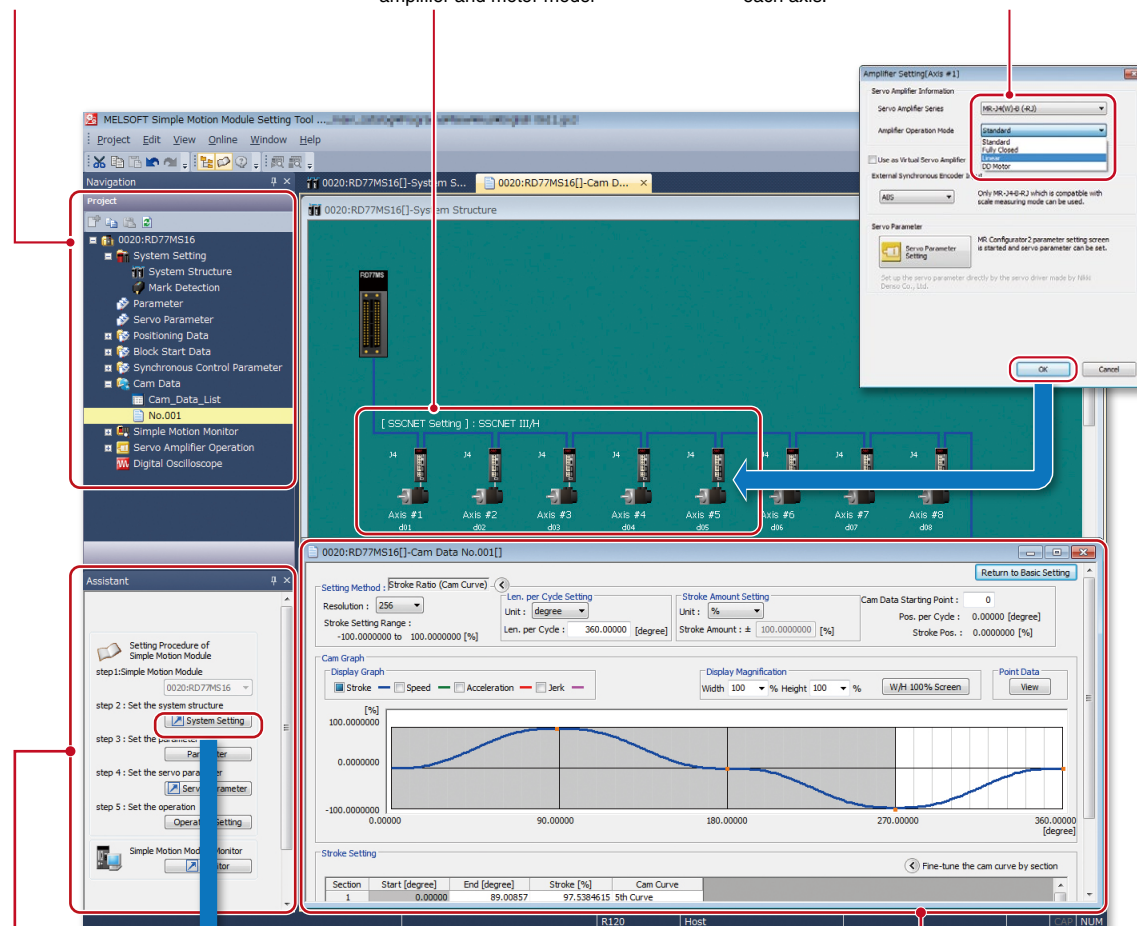 amplifier and motor model
each axis.
Amplifier Setting(Axis #1)
Servo Amplifier Information
Servo Amplifier Series
MR-J4(W)-B (-RJ)
Amplifier Operation Mode
Standard
Standard
Fully Closed
Linear
DD Motor
Use as Virtual Servo Amplifier
External Synchronous Encoder
ABS
Only MR-J4-B-RJ which is compatible with
scale measuring mode can be used.
Servo Parameter
Servo Parameter
Setting
MR Configurator2 parameter setting screen
is started and servo parameter can be set.
Set up the servo parameter directly by the servo driver made by Nikki
Denso Co., Ltd.
OK
Cancel
MELSOFT Simple Motion Module Setting Tool ...
Project Edit View Online Window Help
Navigation
0020:RD77MS16[]-System S...
0020:RD77MS16[]-Cam D...
Project
0020:RD77MS16
System Setting
System Structure
Mark Detection
Parameter
Servo Parameter
Positioning Data
Block Start Data
Synchronous Control Parameter
Cam Data
Cam_Data_List
No.001
Simple Motion Monitor
Servo Amplifier Operation
Digital Oscilloscope
0020:RD77MS16[]-System Structure
RD77MS
[ SSCNET Setting ] : SSCNET III/H
J4 J4 J4 J4 J4 J4 J4 J4
Axis #1 Axis #2 Axis #3 Axis #4 Axis #5 Axis #6 Axis #7 Axis #8
d01 d02 d03 d04 d05 d06 d07 d08
Assistant
Setting Procedure of
Simple Motion Module
step1:Simple Motion Module
0020:RD77MS16
step 2 : Set the system structure
System Setting
step 3 : Set the parameter
step 4 : Set the servo parameter
step 5 : Set the operation
Simple Motion Module Monitor
0020:RD77MS16[]-Cam Data No.001[]
Return to Basic Setting
Setting Method : Stroke Ratio (Cam Curve)
Resolution : 256
Stroke Setting Range :
-100.0000000 to 100.0000000 [%]
Len. per Cycle Setting
Unit : degree
Len. per Cycle : 360.00000 [degree]
Stroke Amount Setting
Unit : %
Stroke Amount : ± 100.0000000 [%]
Cam Data Starting Point : 0
Pos. per Cycle : 0.00000 [degree]
Stroke Pos. : 0.0000000 [%]
Cam Graph
Display Graph
Stroke Speed Acceleration Jerk
Display Magnification
Width 100 % Height 100 %
W/H 100% Screen
Point Data
View
[%]
100.0000000
0.0000000
-100.0000000
0.00000 90.00000 180.00000 270.00000 360.00000
[degree]
Stroke Setting
Fine-tune the cam curve by section
Section Start [degree] End [degree] Stroke [%] Cam Curve
1 0.00000 89.00857 97.5384615 5th Curve
R120 Host CAP NUM